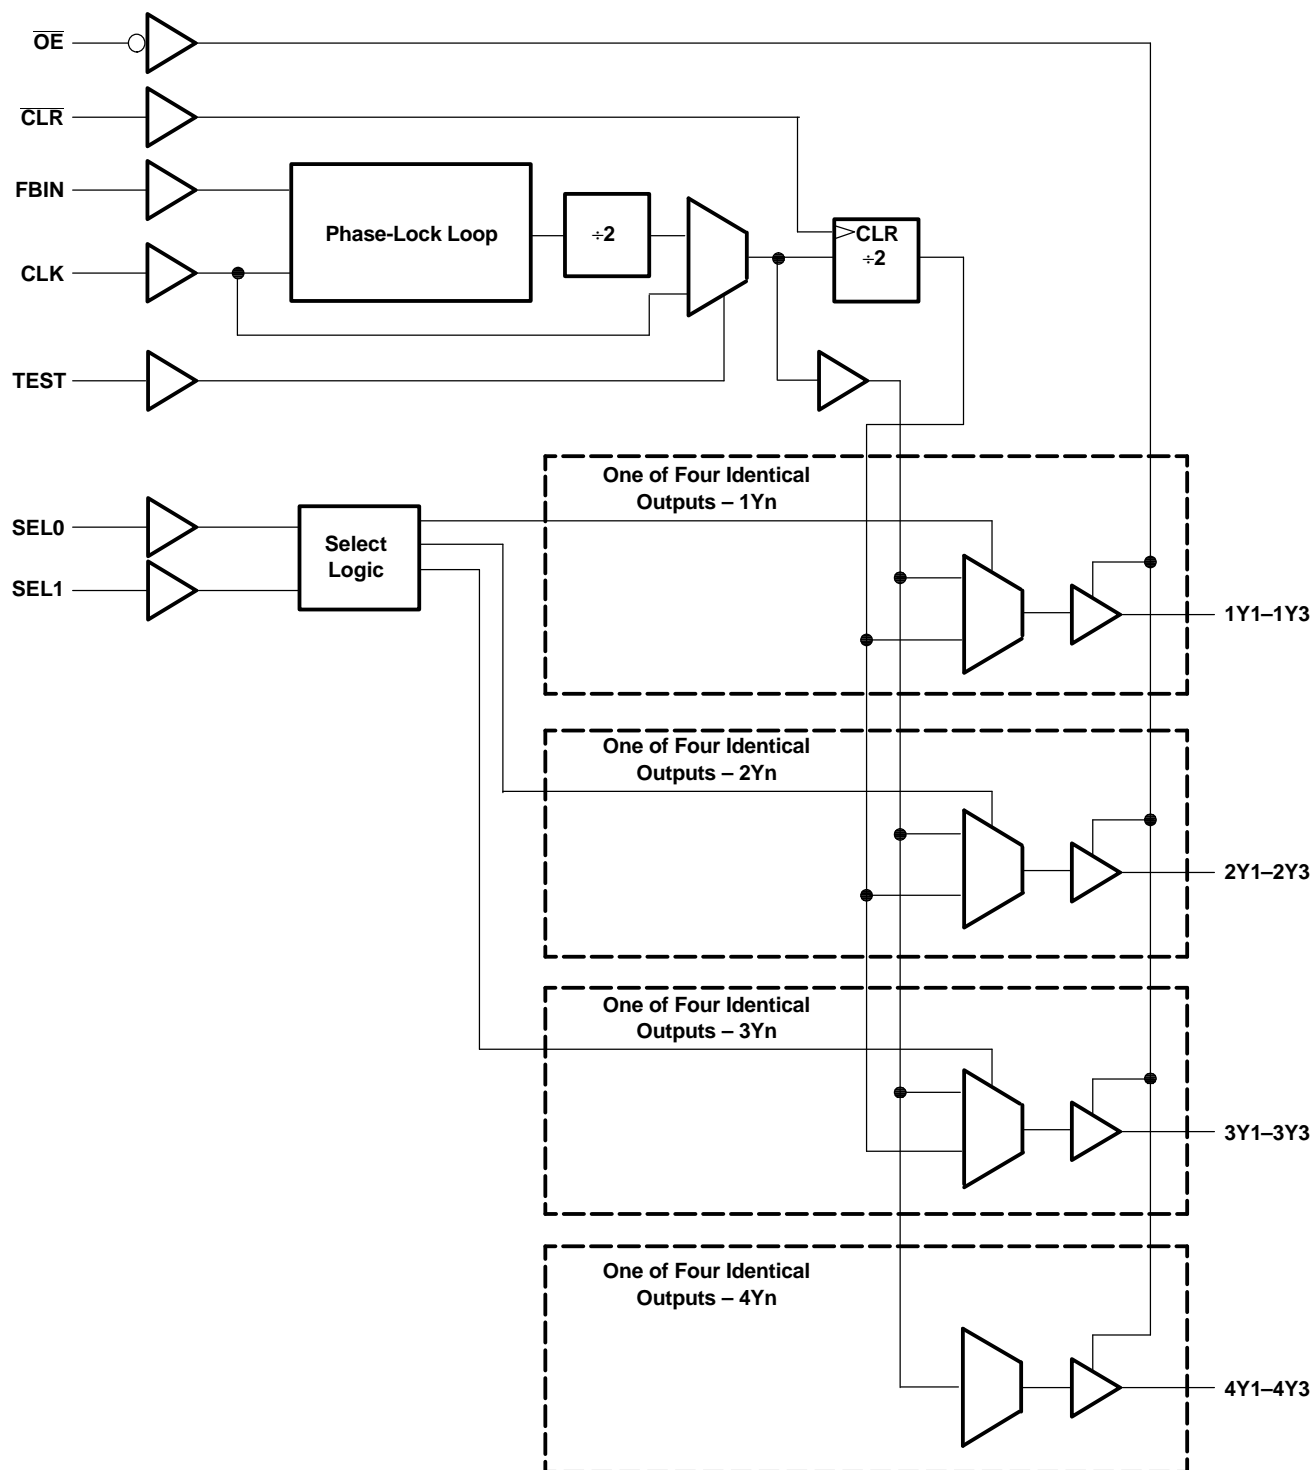 OE
CLR
FBIN
CLK
TEST
Phase-Lock Loop
÷2
CLR
÷2
SEL0
SEL1
Select
Logic
One of Four Identical
Outputs – 1Yn
1Y1–1Y3
One of Four Identical
Outputs – 2Yn
2Y1–2Y3
One of Four Identical
Outputs – 3Yn
3Y1–3Y3
One of Four Identical
Outputs – 4Yn
4Y1–4Y3